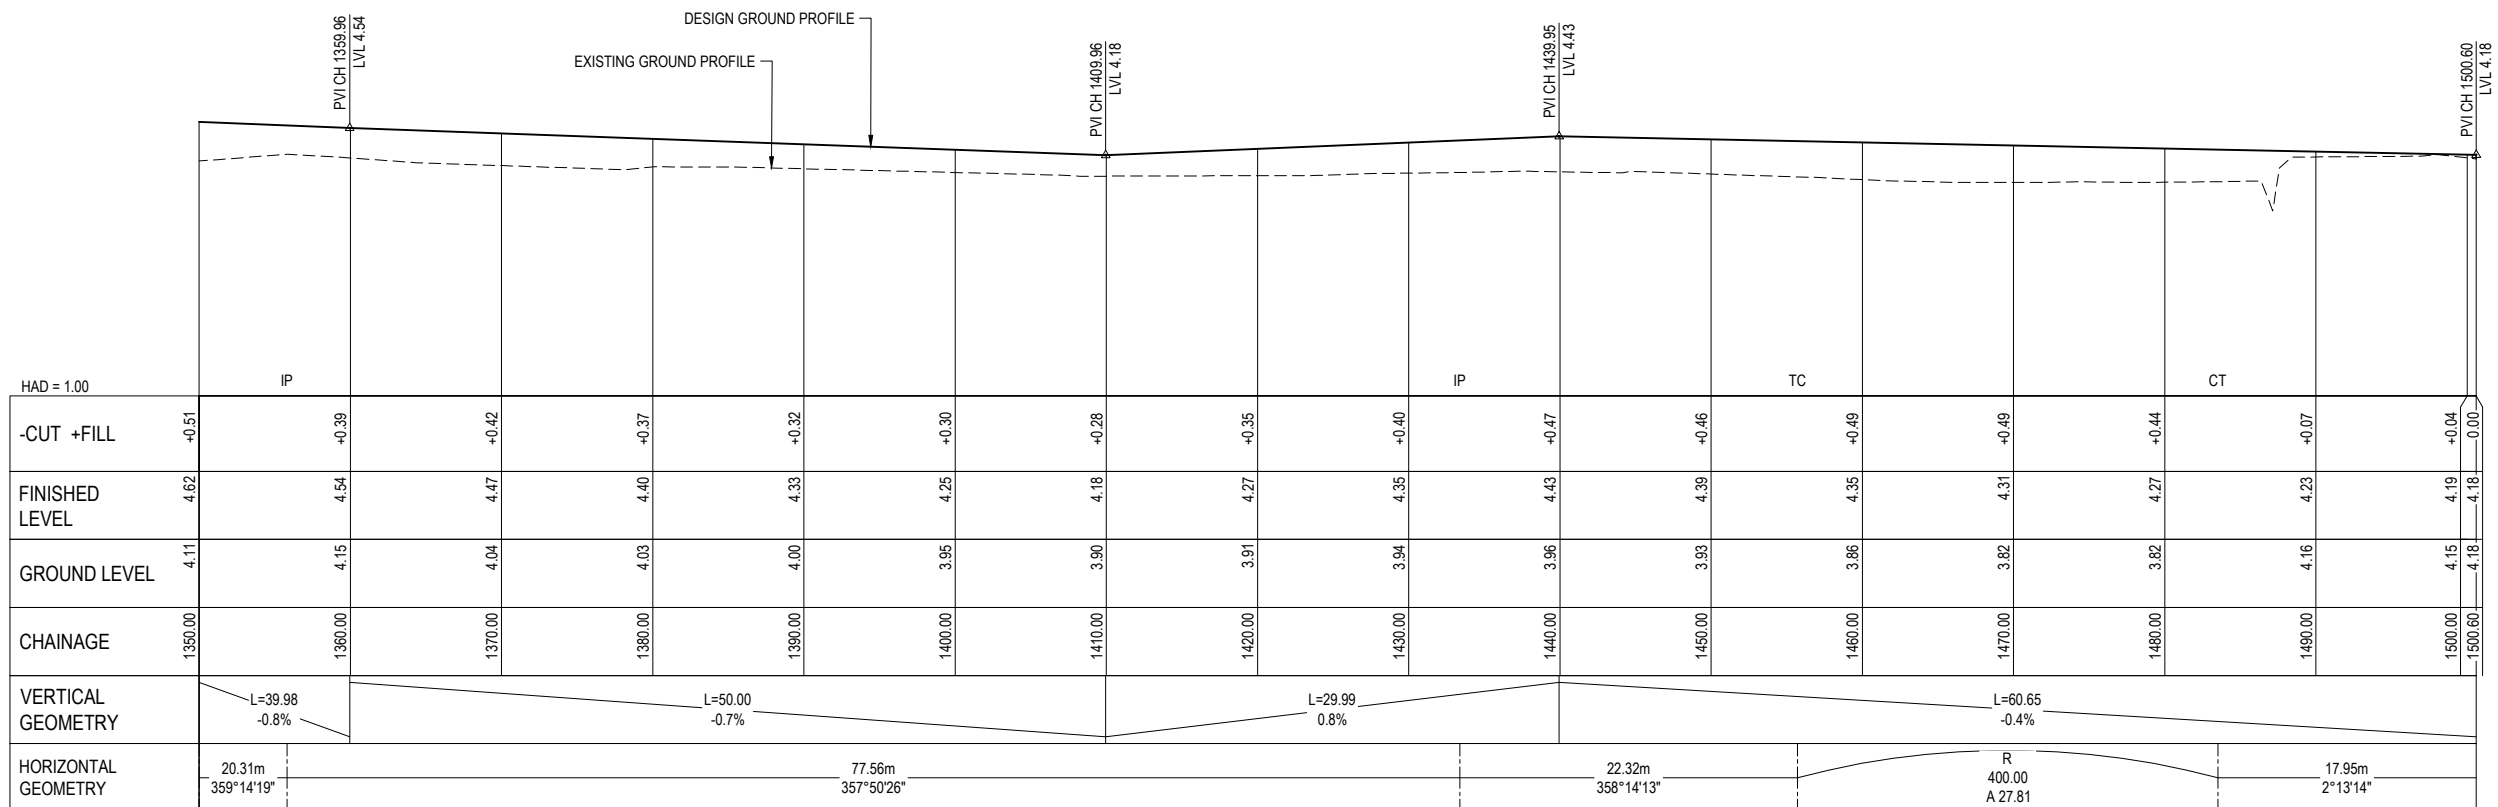 DESIGN GROUND PROFILE
EXISTING GROUND PROFILE
PVI CH 1359.96
LVL 4.54
PVI CH 1409.96
LVL 4.18
PVI CH 1439.95
LVL 4.43
PVI CH 1500.60
LVL 4.18
HAD = 1.00
IP
IP
TC
CT
-CUT +FILL
+0.51
+0.39
+0.42
+0.37
+0.32
+0.30
+0.28
+0.35
+0.40
+0.47
+0.46
+0.49
+0.49
+0.44
+0.07
+0.04
0.00
FINISHED
LEVEL
4.62
4.54
4.47
4.40
4.33
4.25
4.18
4.27
4.35
4.43
4.39
4.35
4.31
4.27
4.23
4.19
4.18
GROUND LEVEL
4.11
4.15
4.04
4.03
4.00
3.95
3.90
3.91
3.94
3.96
3.93
3.86
3.82
3.82
4.16
4.15
4.18
CHAINAGE
1350.00
1360.00
1370.00
1380.00
1390.00
1400.00
1410.00
1420.00
1430.00
1440.00
1450.00
1460.00
1470.00
1480.00
1490.00
1500.00
1500.60
VERTICAL
GEOMETRY
L=39.98
-0.8%
L=50.00
-0.7%
L=29.99
0.8%
L=60.65
-0.4%
HORIZONTAL
GEOMETRY
20.31m
359°14'19"
77.56m
357°50'26"
22.32m
358°14'13"
R
400.00
A 27.81
17.95m
2°13'14"